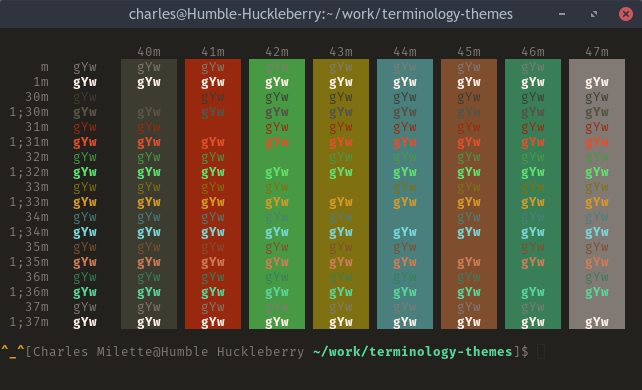 charles@Humble-Huckleberry:~/work/terminology-themes
40m 41m 42m 43m 44m 45m 46m 47m
m gYw gYw gYw gYw gYw gYw gYw gYw gYw
1m gYw gYw gYw gYw gYw gYw gYw gYw gYw
30m gYw gYw gYw gYw gYw gYw gYw gYw
1;30m gYw gYw gYw gYw gYw gYw gYw gYw gYw
31m gYw gYw gYw gYw gYw gYw gYw gYw
1;31m gYw gYw gYw gYw gYw gYw gYw gYw gYw
32m gYw gYw gYw gYw gYw gYw gYw gYw
1;32m gYw gYw gYw gYw gYw gYw gYw gYw gYw
33m gYw gYw gYw gYw gYw gYw gYw gYw
1;33m gYw gYw gYw gYw gYw gYw gYw gYw gYw
34m gYw gYw gYw gYw gYw gYw gYw gYw
1;34m gYw gYw gYw gYw gYw gYw gYw gYw gYw
35m gYw gYw gYw gYw gYw gYw gYw gYw
1;35m gYw gYw gYw gYw gYw gYw gYw gYw gYw
36m gYw gYw gYw gYw gYw gYw gYw gYw
1;36m gYw gYw gYw gYw gYw gYw gYw gYw gYw
37m gYw gYw gYw gYw gYw gYw gYw gYw
1;37m gYw gYw gYw gYw gYw gYw gYw gYw gYw
^_^[Charles Milette@Humble Huckleberry ~/work/terminology-themes]$